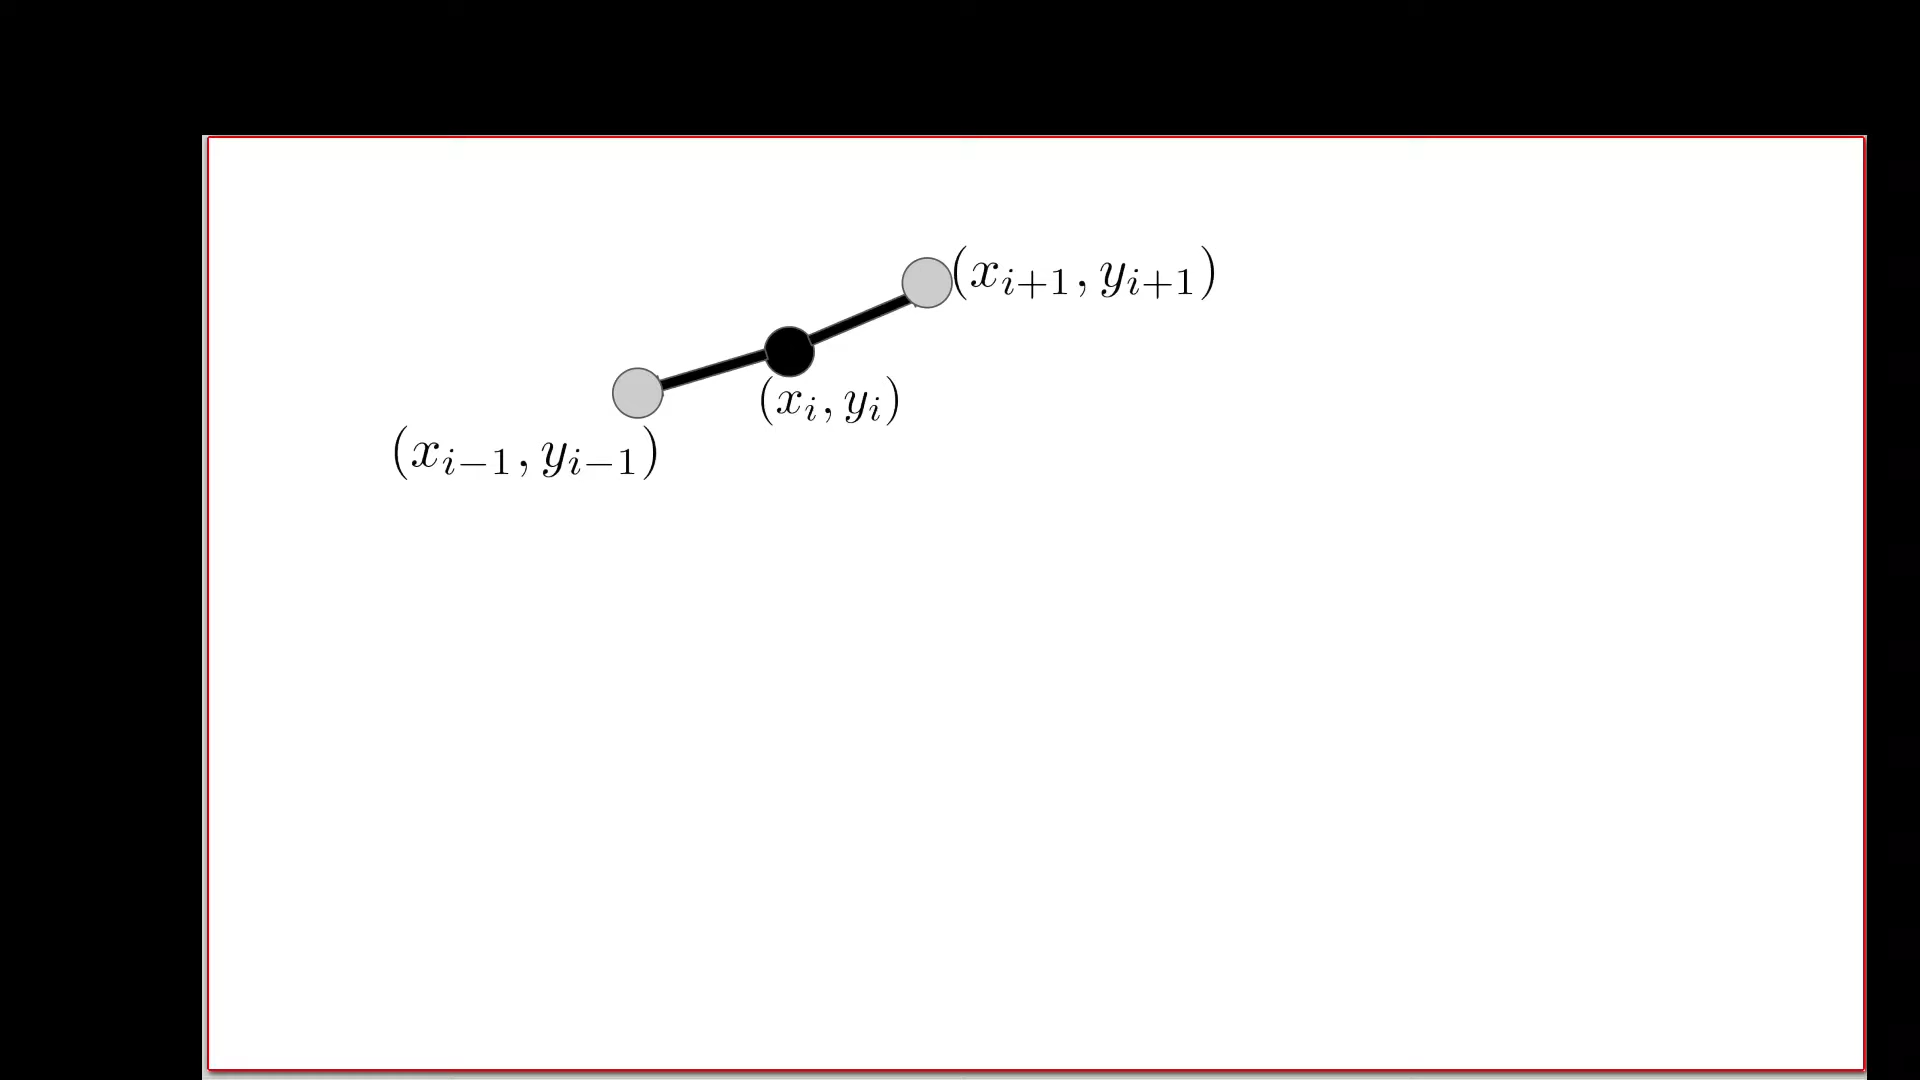 (x_{i+1}, y_{i+1})
(x_i, y_i)
(x_{i-1}, y_{i-1})